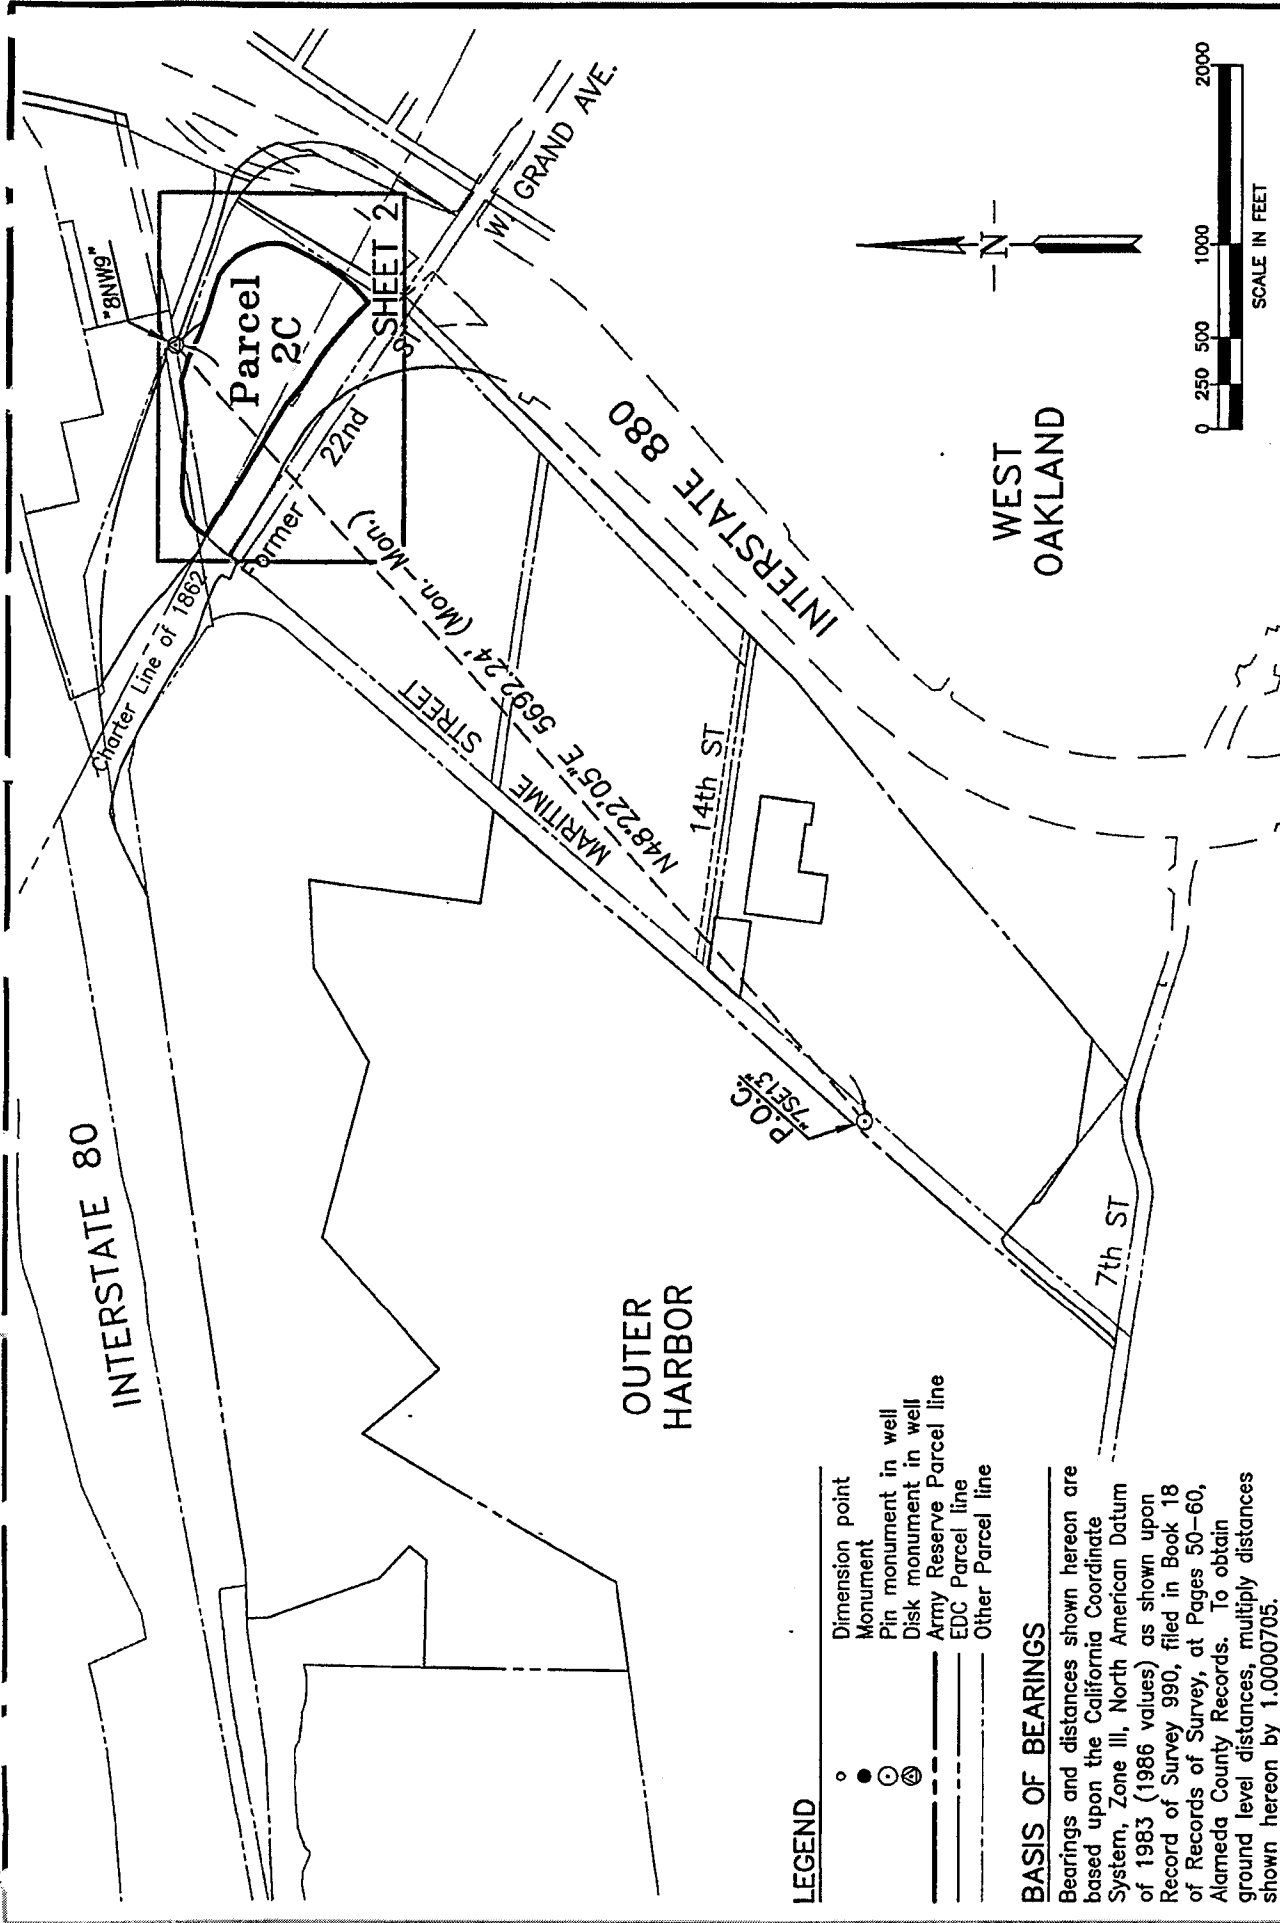 INTERSTATE 80
"8NW9"
Parcel
2C
SHEET 2
W. GRAND AVE.
Charter Line of 1862
Former 22nd ST
N48°22'05"E 5692.24' (Mon.-Mon.)
MARITIME STREET
14th ST
INTERSTATE 880
P.O.C.
"7SE13"
7th ST
OUTER
HARBOR
WEST
OAKLAND
-N-
0 250 500 1000 2000
SCALE IN FEET
LEGEND
Dimension point
Monument
Pin monument in well
Disk monument in well
Army Reserve Parcel line
EDC Parcel line
Other Parcel line
BASIS OF BEARINGS
Bearings and distances shown hereon are
based upon the California Coordinate
System, Zone III, North American Datum
of 1983 (1986 values) as shown upon
Record of Survey 990, filed in Book 18
of Records of Survey, at Pages 50-60,
Alameda County Records. To obtain
ground level distances, multiply distances
shown hereon by 1.0000705.